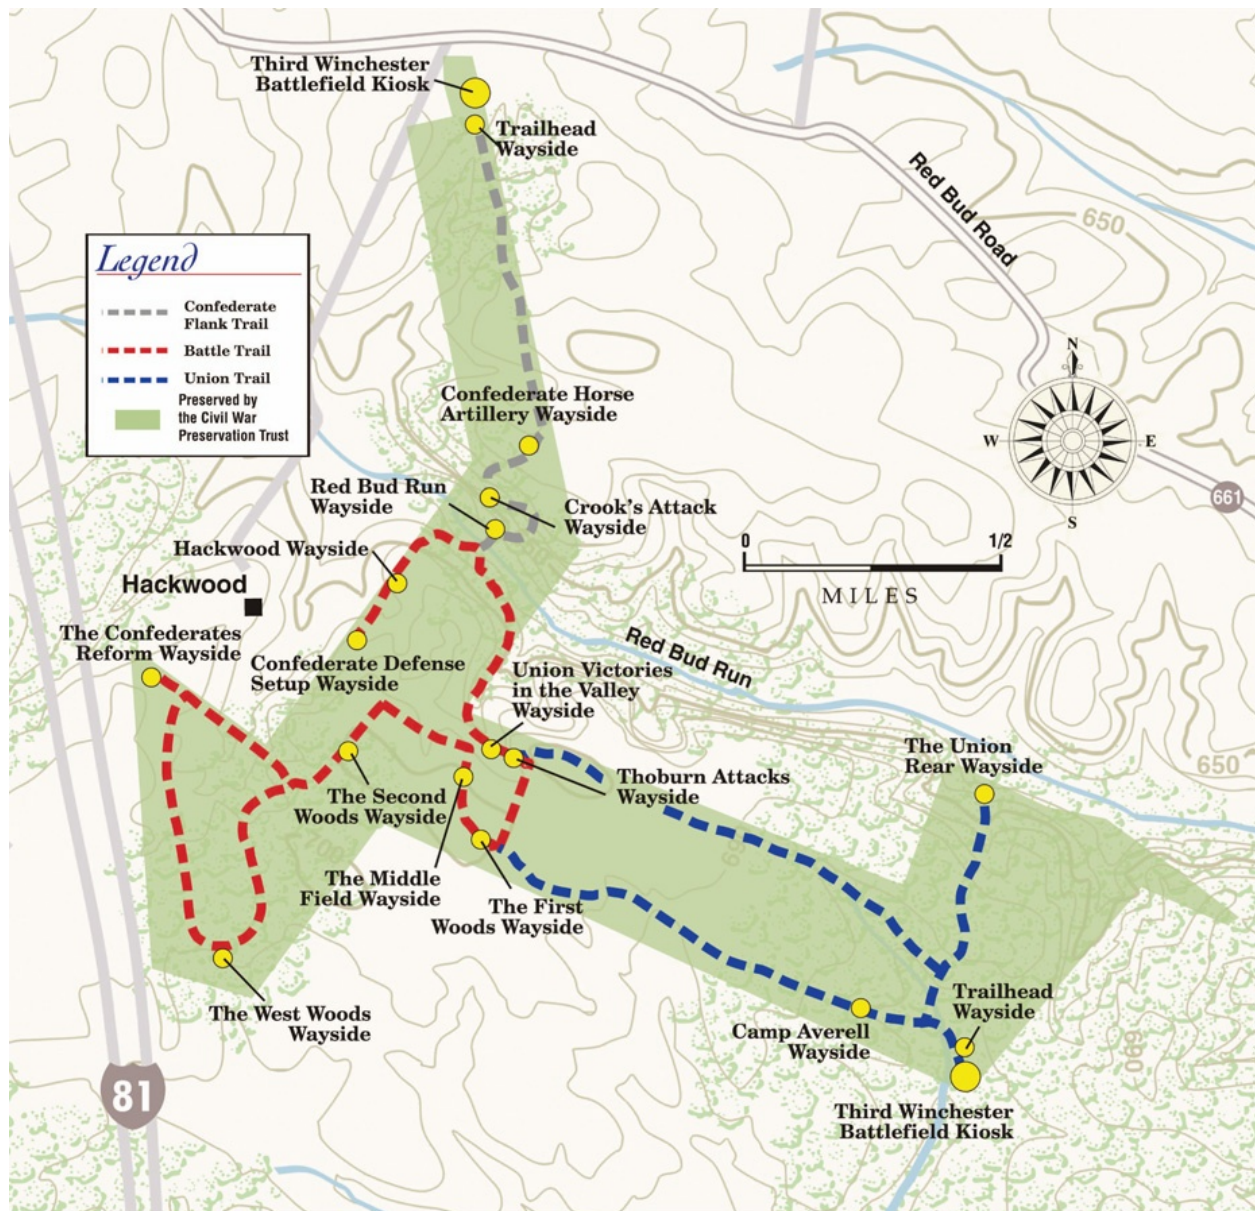 Third Winchester
Battlefield Kiosk
Trailhead
Wayside
Red Bud Road
650
Legend
Confederate
Flank Trail
Battle Trail
Union Trail
Preserved by
the Civil War
Preservation Trust
N
W
E
S
661
Confederate Horse
Artillery Wayside
Red Bud Run
Wayside
Crook's Attack
Wayside
Hackwood Wayside
0
1/2
MILES
Hackwood
The Confederates
Reform Wayside
Confederate Defense
Setup Wayside
Red Bud Run
Union Victories
in the Valley
Wayside
The Union
Rear Wayside
650
Thoburn Attacks
Wayside
The Second
Woods Wayside
700
The Middle
Field Wayside
The First
Woods Wayside
The West Woods
Wayside
Trailhead
Wayside
Camp Averell
Wayside
660
81
Third Winchester
Battlefield Kiosk